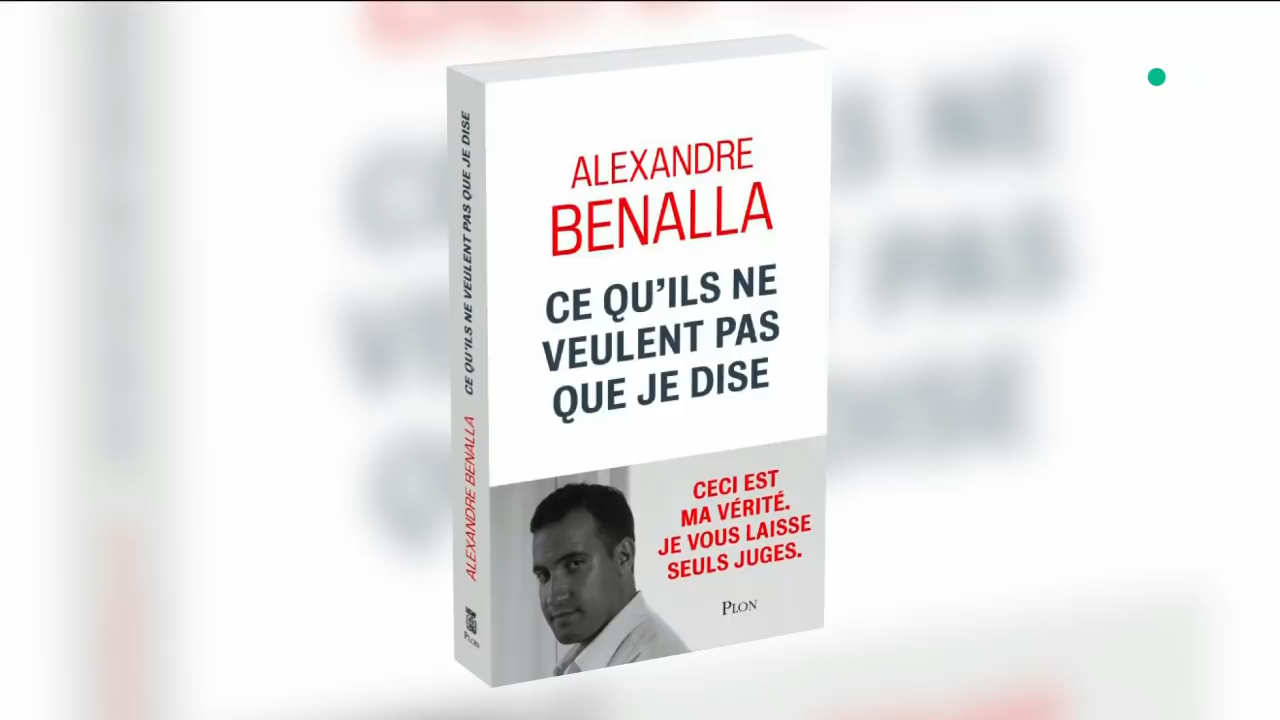 ALEXANDRE
BENALLA
CE QU'ILS NE
VEULENT PAS
QUE JE DISE
CECI EST
MA VÉRITÉ.
JE VOUS LAISSE
SEULS JUGES.
PLON
ALEXANDRE BENALLA CE QU'ILS NE VEULENT PAS QUE JE DISE
PLON